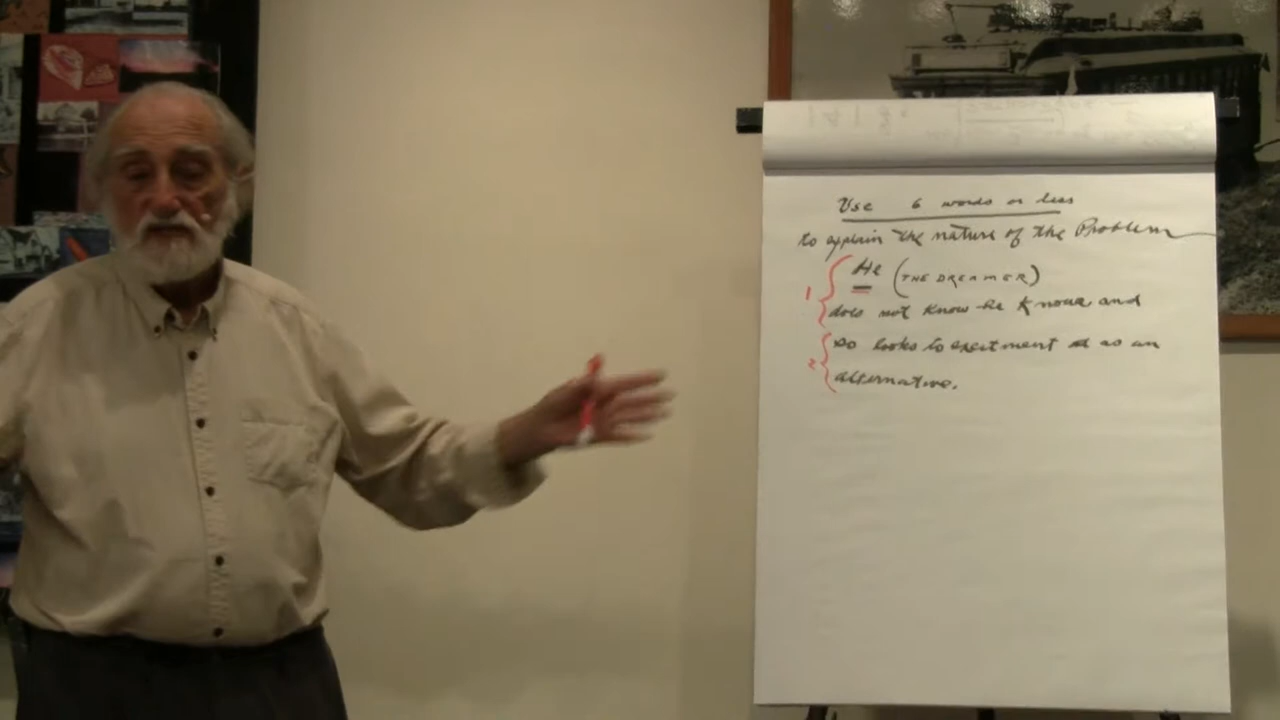 Use 6 words or less
to explain the nature of the Problem
He (THE DREAMER)
1 does not know he knows and
2 so looks to excitment as an
alternative.